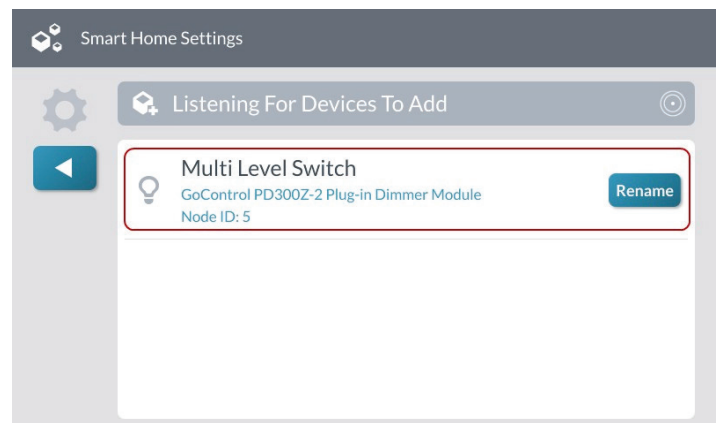 Smart Home Settings
Listening For Devices To Add
Multi Level Switch
GoControl PD300Z-2 Plug-in Dimmer Module
Rename
Node ID: 5